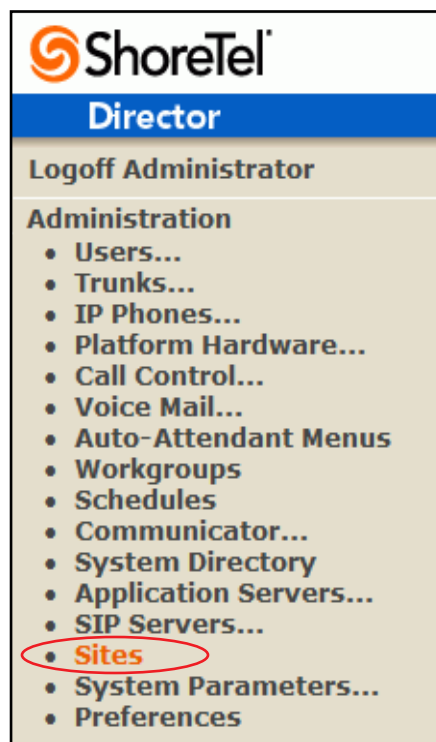 ShoreTel
Director
Logoff Administrator
Administration
• Users...
• Trunks...
• IP Phones...
• Platform Hardware...
• Call Control...
• Voice Mail...
• Auto-Attendant Menus
• Workgroups
• Schedules
• Communicator...
• System Directory
• Application Servers...
• SIP Servers...
• Sites
• System Parameters...
• Preferences